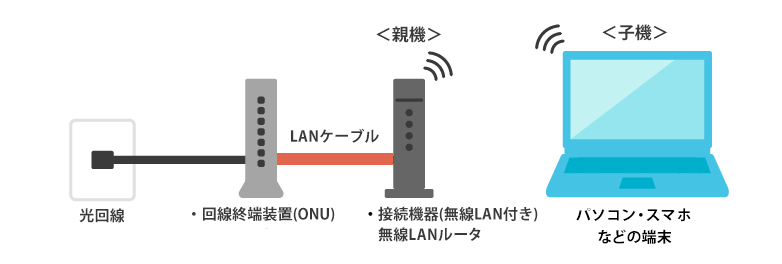 ＜親機＞
＜子機＞
LANケーブル
光回線
・回線終端装置(ONU)
・接続機器(無線LAN付き)
無線LANルータ
パソコン・スマホ
などの端末